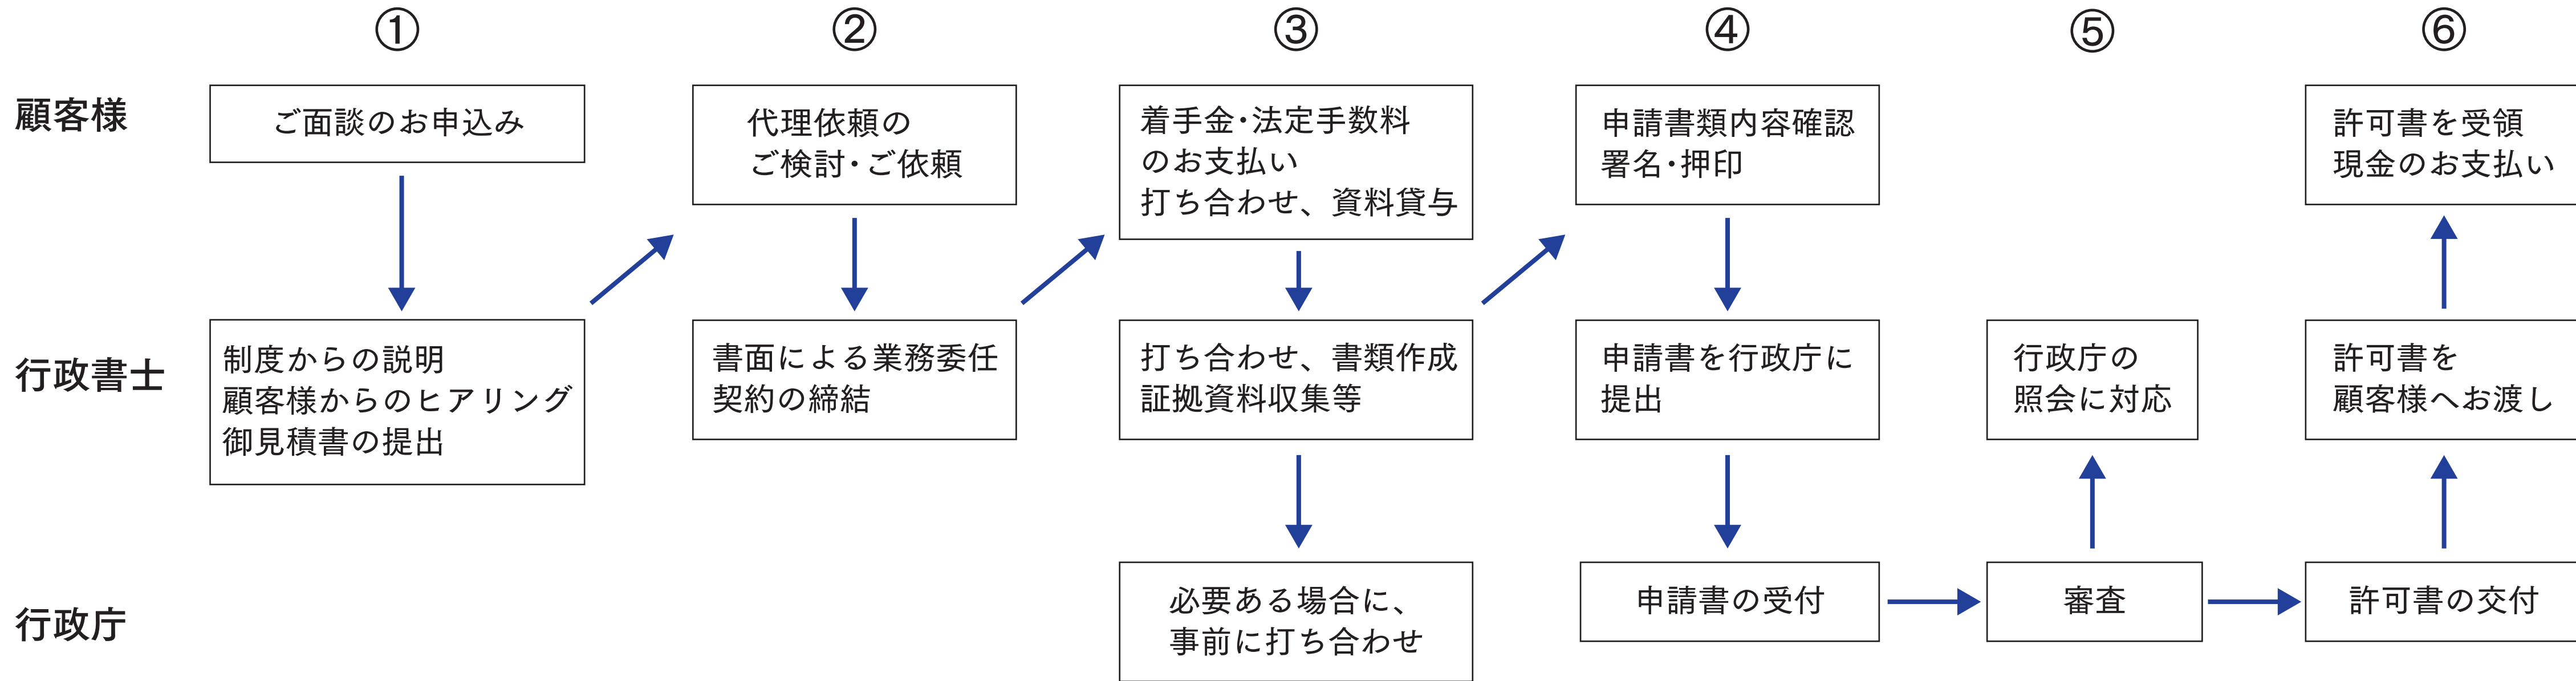 ①
②
③
④
⑤
⑥
顧客様
ご面談のお申込み
代理依頼の
ご検討・ご依頼
着手金・法定手数料
のお支払い
打ち合わせ、資料貸与
申請書類内容確認
署名・押印
許可書を受領
現金のお支払い
行政書士
制度からの説明
顧客様からのヒアリング
御見積書の提出
書面による業務委任
契約の締結
打ち合わせ、書類作成
証拠資料収集等
申請書を行政庁に
提出
行政庁の
照会に対応
許可書を
顧客様へお渡し
行政庁
必要ある場合に、
事前に打ち合わせ
申請書の受付
審査
許可書の交付